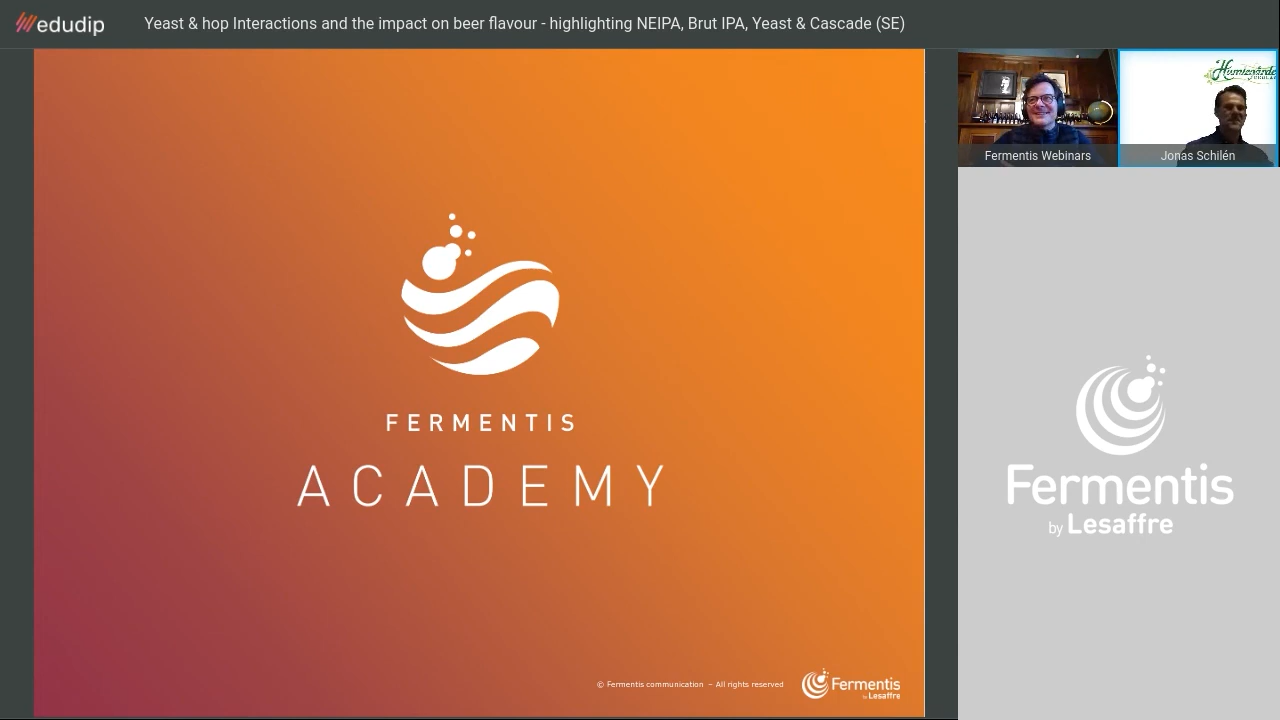 edudip
Yeast & hop Interactions and the impact on beer flavour - highlighting NEIPA, Brut IPA, Yeast & Cascade (SE)
Fermentis Webinars
Jonas Schilén
FERMENTIS
ACADEMY
Fermentis
by Lesaffre
© Fermentis communication – All rights reserved
Fermentis
by Lesaffre